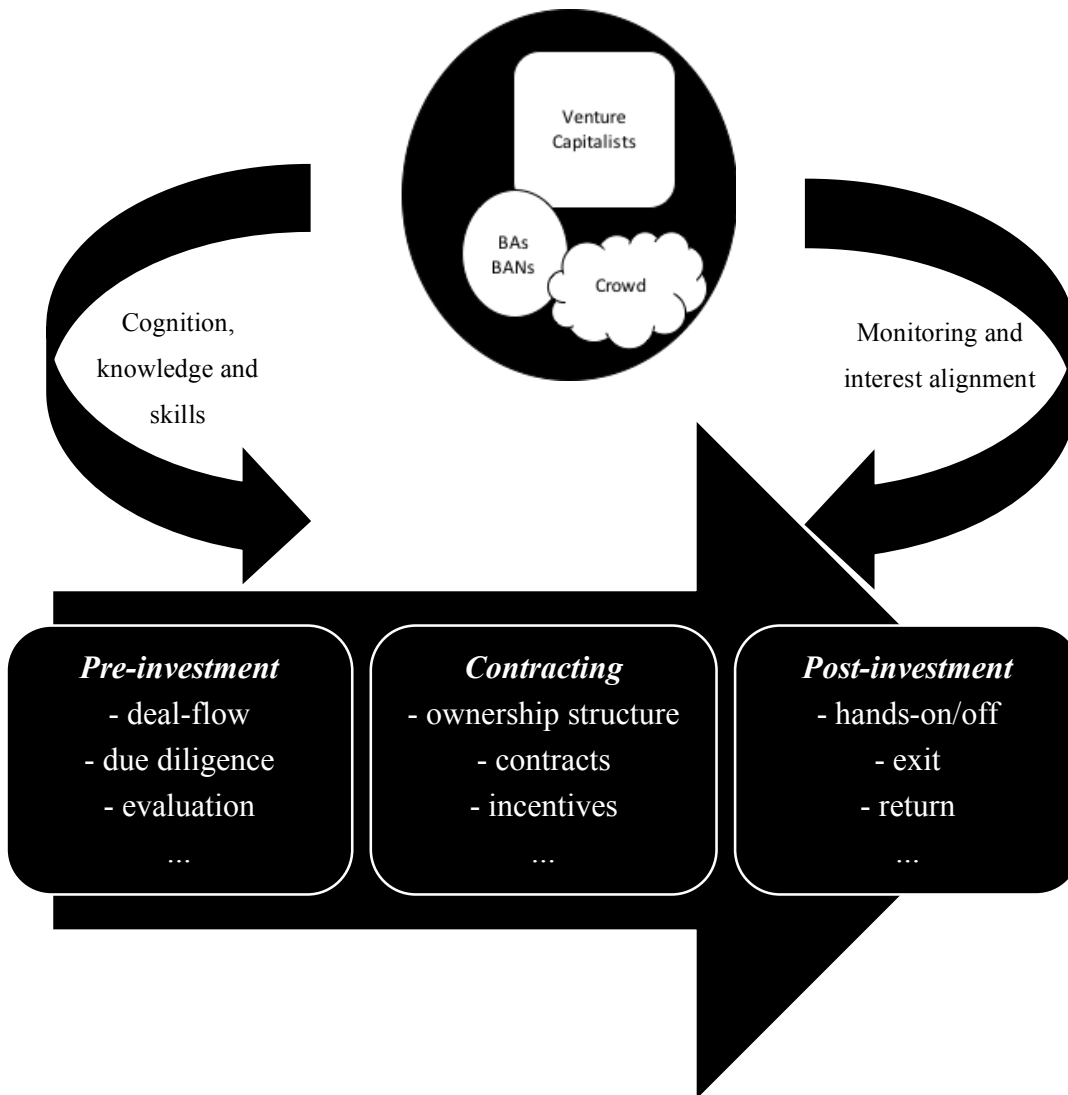 Venture
Capitalists
BAs
BANs
Crowd
Cognition,
knowledge and
skills
Monitoring and
interest alignment
Pre-investment
- deal-flow
- due diligence
- evaluation
...
Contracting
- ownership structure
- contracts
- incentives
...
Post-investment
- hands-on/off
- exit
- return
...